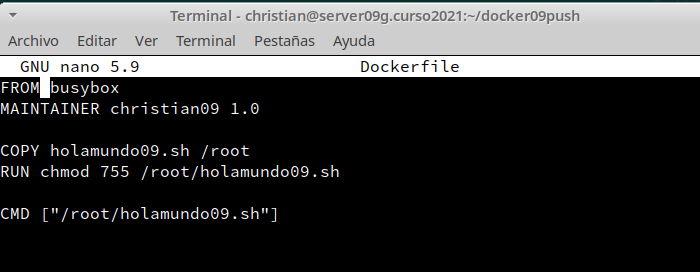 Terminal - christian@server09g.curso2021:~/docker09push
Archivo Editar Ver Terminal Pestañas Ayuda
GNU nano 5.9 Dockerfile
FROM busybox
MAINTAINER christian09 1.0
COPY holamundo09.sh /root
RUN chmod 755 /root/holamundo09.sh
CMD ["/root/holamundo09.sh"]